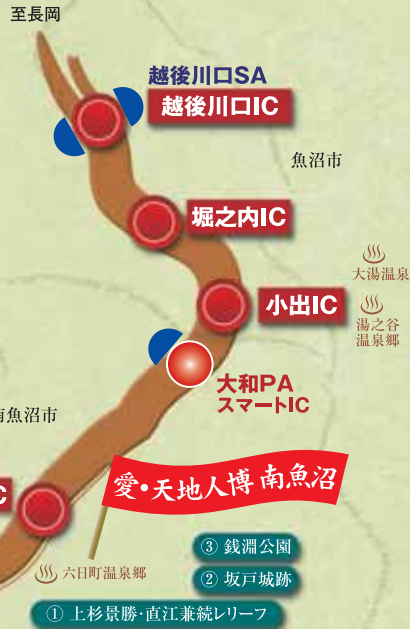 至長岡
越後川口SA
越後川口IC
魚沼市
堀之内IC
大湯温泉
小出IC
湯之谷
温泉郷
大和PA
スマートIC
南魚沼市
愛・天地人博 南魚沼
C
③ 銭淵公園
六日町温泉郷
② 坂戸城跡
① 上杉景勝・直江兼続レリーフ